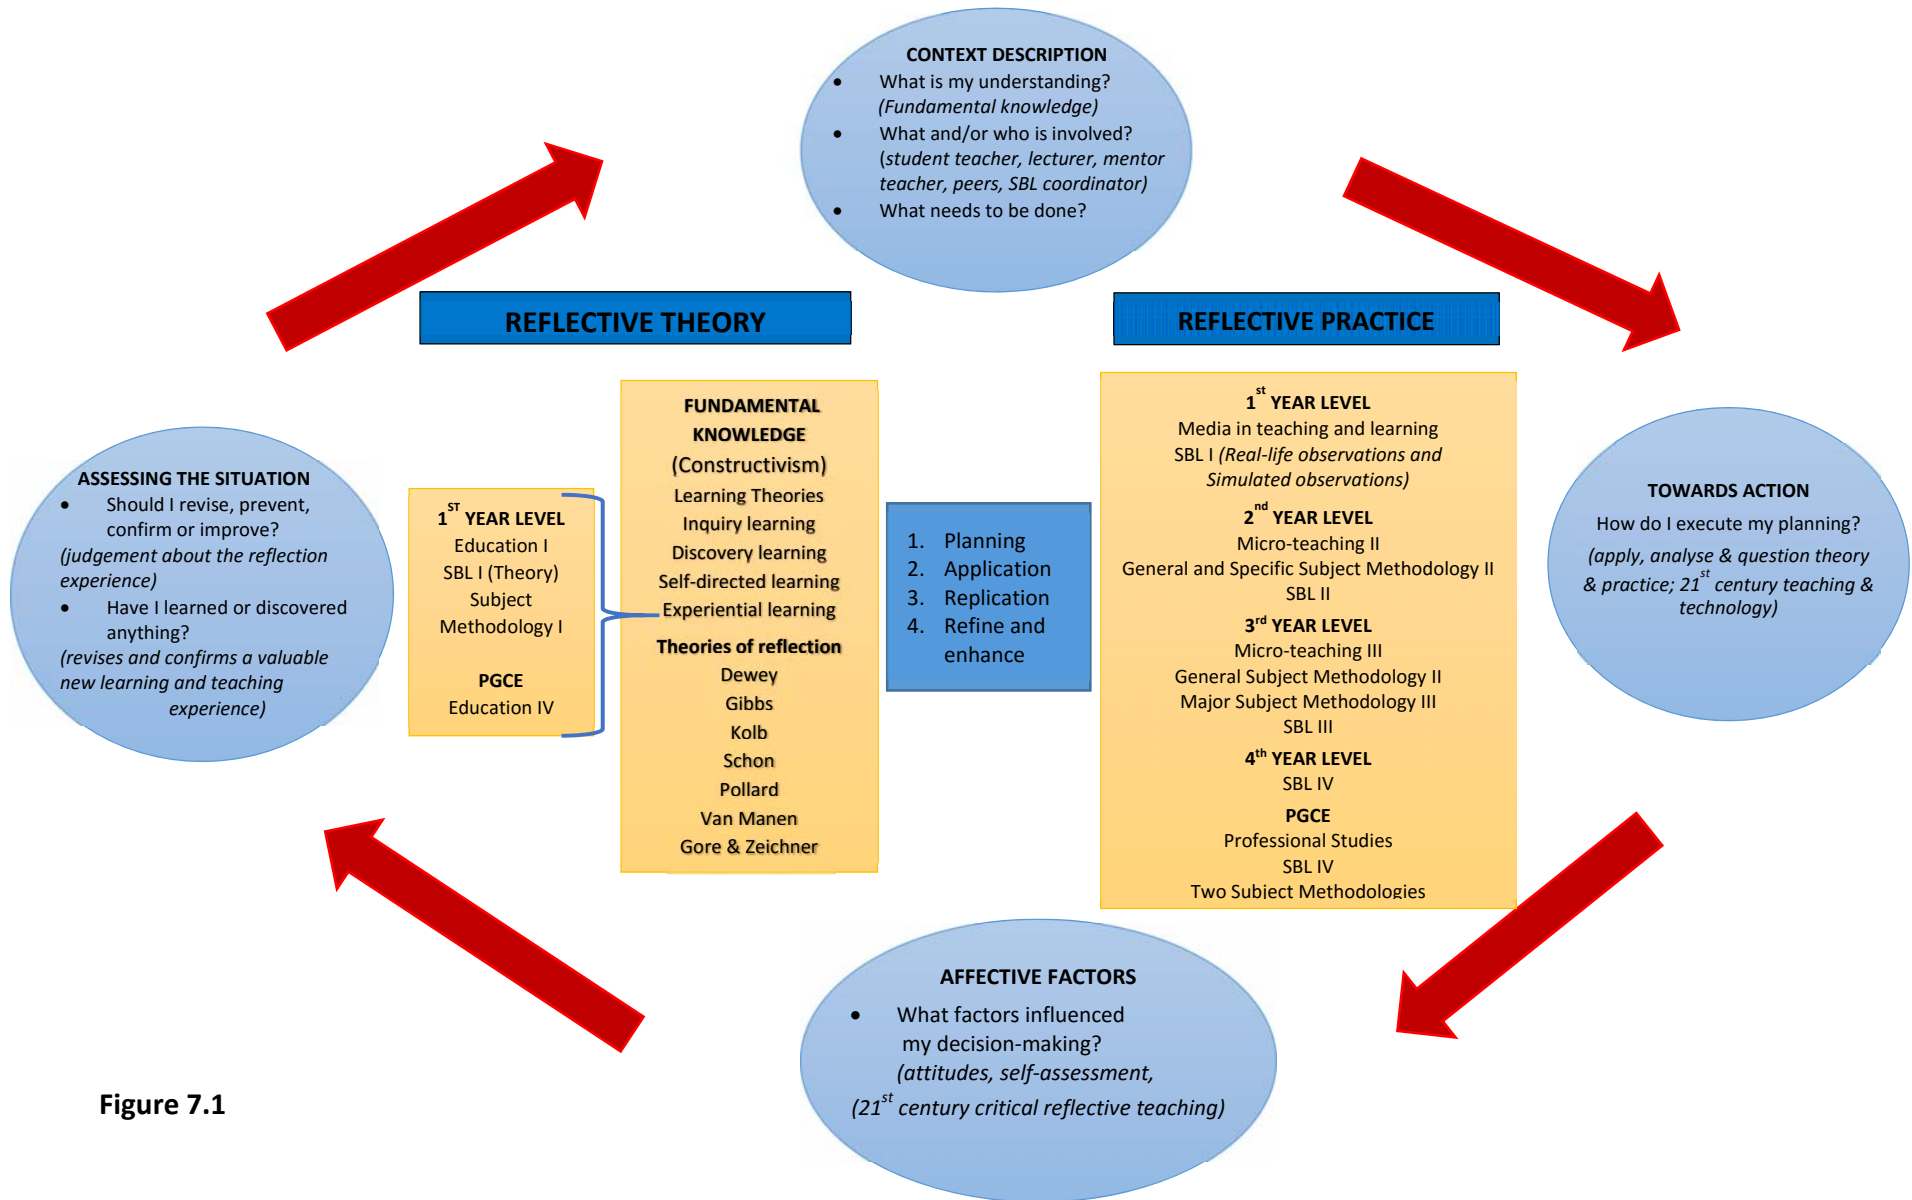 CONTEXT DESCRIPTION
• What is my understanding?
(Fundamental knowledge)
• What and/or who is involved?
(student teacher, lecturer, mentor
teacher, peers, SBL coordinator)
• What needs to be done?
REFLECTIVE THEORY
REFLECTIVE PRACTICE
ASSESSING THE SITUATION
• Should I revise, prevent,
confirm or improve?
(judgement about the reflection
experience)
• Have I learned or discovered
anything?
(revises and confirms a valuable
new learning and teaching
experience)
1ST YEAR LEVEL
Education I
SBL I (Theory)
Subject
Methodology I
PGCE
Education IV
FUNDAMENTAL
KNOWLEDGE
(Constructivism)
Learning Theories
Inquiry learning
Discovery learning
Self-directed learning
Experiential learning
Theories of reflection
Dewey
Gibbs
Kolb
Schon
Pollard
Van Manen
Gore & Zeichner
1. Planning
2. Application
3. Replication
4. Refine and
enhance
1st YEAR LEVEL
Media in teaching and learning
SBL I (Real-life observations and
Simulated observations)
2nd YEAR LEVEL
Micro-teaching II
General and Specific Subject Methodology II
SBL II
3rd YEAR LEVEL
Micro-teaching III
General Subject Methodology II
Major Subject Methodology III
SBL III
4th YEAR LEVEL
SBL IV
PGCE
Professional Studies
SBL IV
Two Subject Methodologies
TOWARDS ACTION
How do I execute my planning?
(apply, analyse & question theory
& practice; 21st century teaching &
technology)
AFFECTIVE FACTORS
• What factors influenced
my decision-making?
(attitudes, self-assessment,
(21st century critical reflective teaching)
Figure 7.1